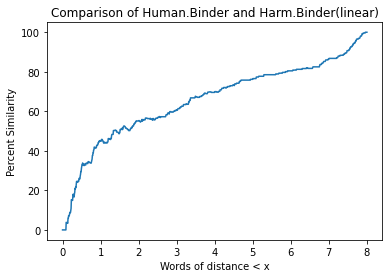 Comparison of Human.Binder and Harm.Binder(linear)
100
80
60
40
20
0
Percent Similarity
0 1 2 3 4 5 6 7 8
Words of distance < x